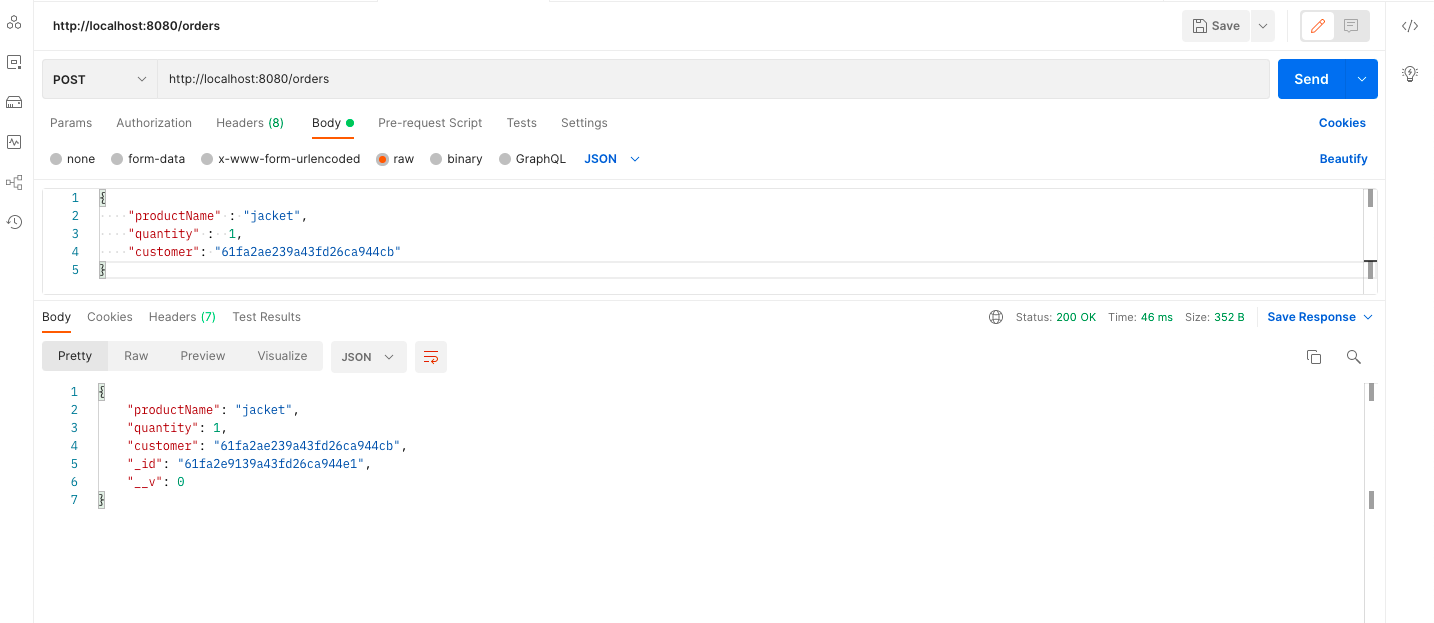 http://localhost:8080/orders Save
POST http://localhost:8080/orders Send
Params Authorization Headers (8) Body Pre-request Script Tests Settings Cookies
none form-data x-www-form-urlencoded raw binary GraphQL JSON Beautify
1 {
2 "productName" : "jacket",
3 "quantity" : 1,
4 "customer": "61fa2ae239a43fd26ca944cb"
5 }
Body Cookies Headers (7) Test Results Status: 200 OK Time: 46 ms Size: 352 B Save Response
Pretty Raw Preview Visualize JSON
1 {
2 "productName": "jacket",
3 "quantity": 1,
4 "customer": "61fa2ae239a43fd26ca944cb",
5 "_id": "61fa2e9139a43fd26ca944e1",
6 "__v": 0
7 }